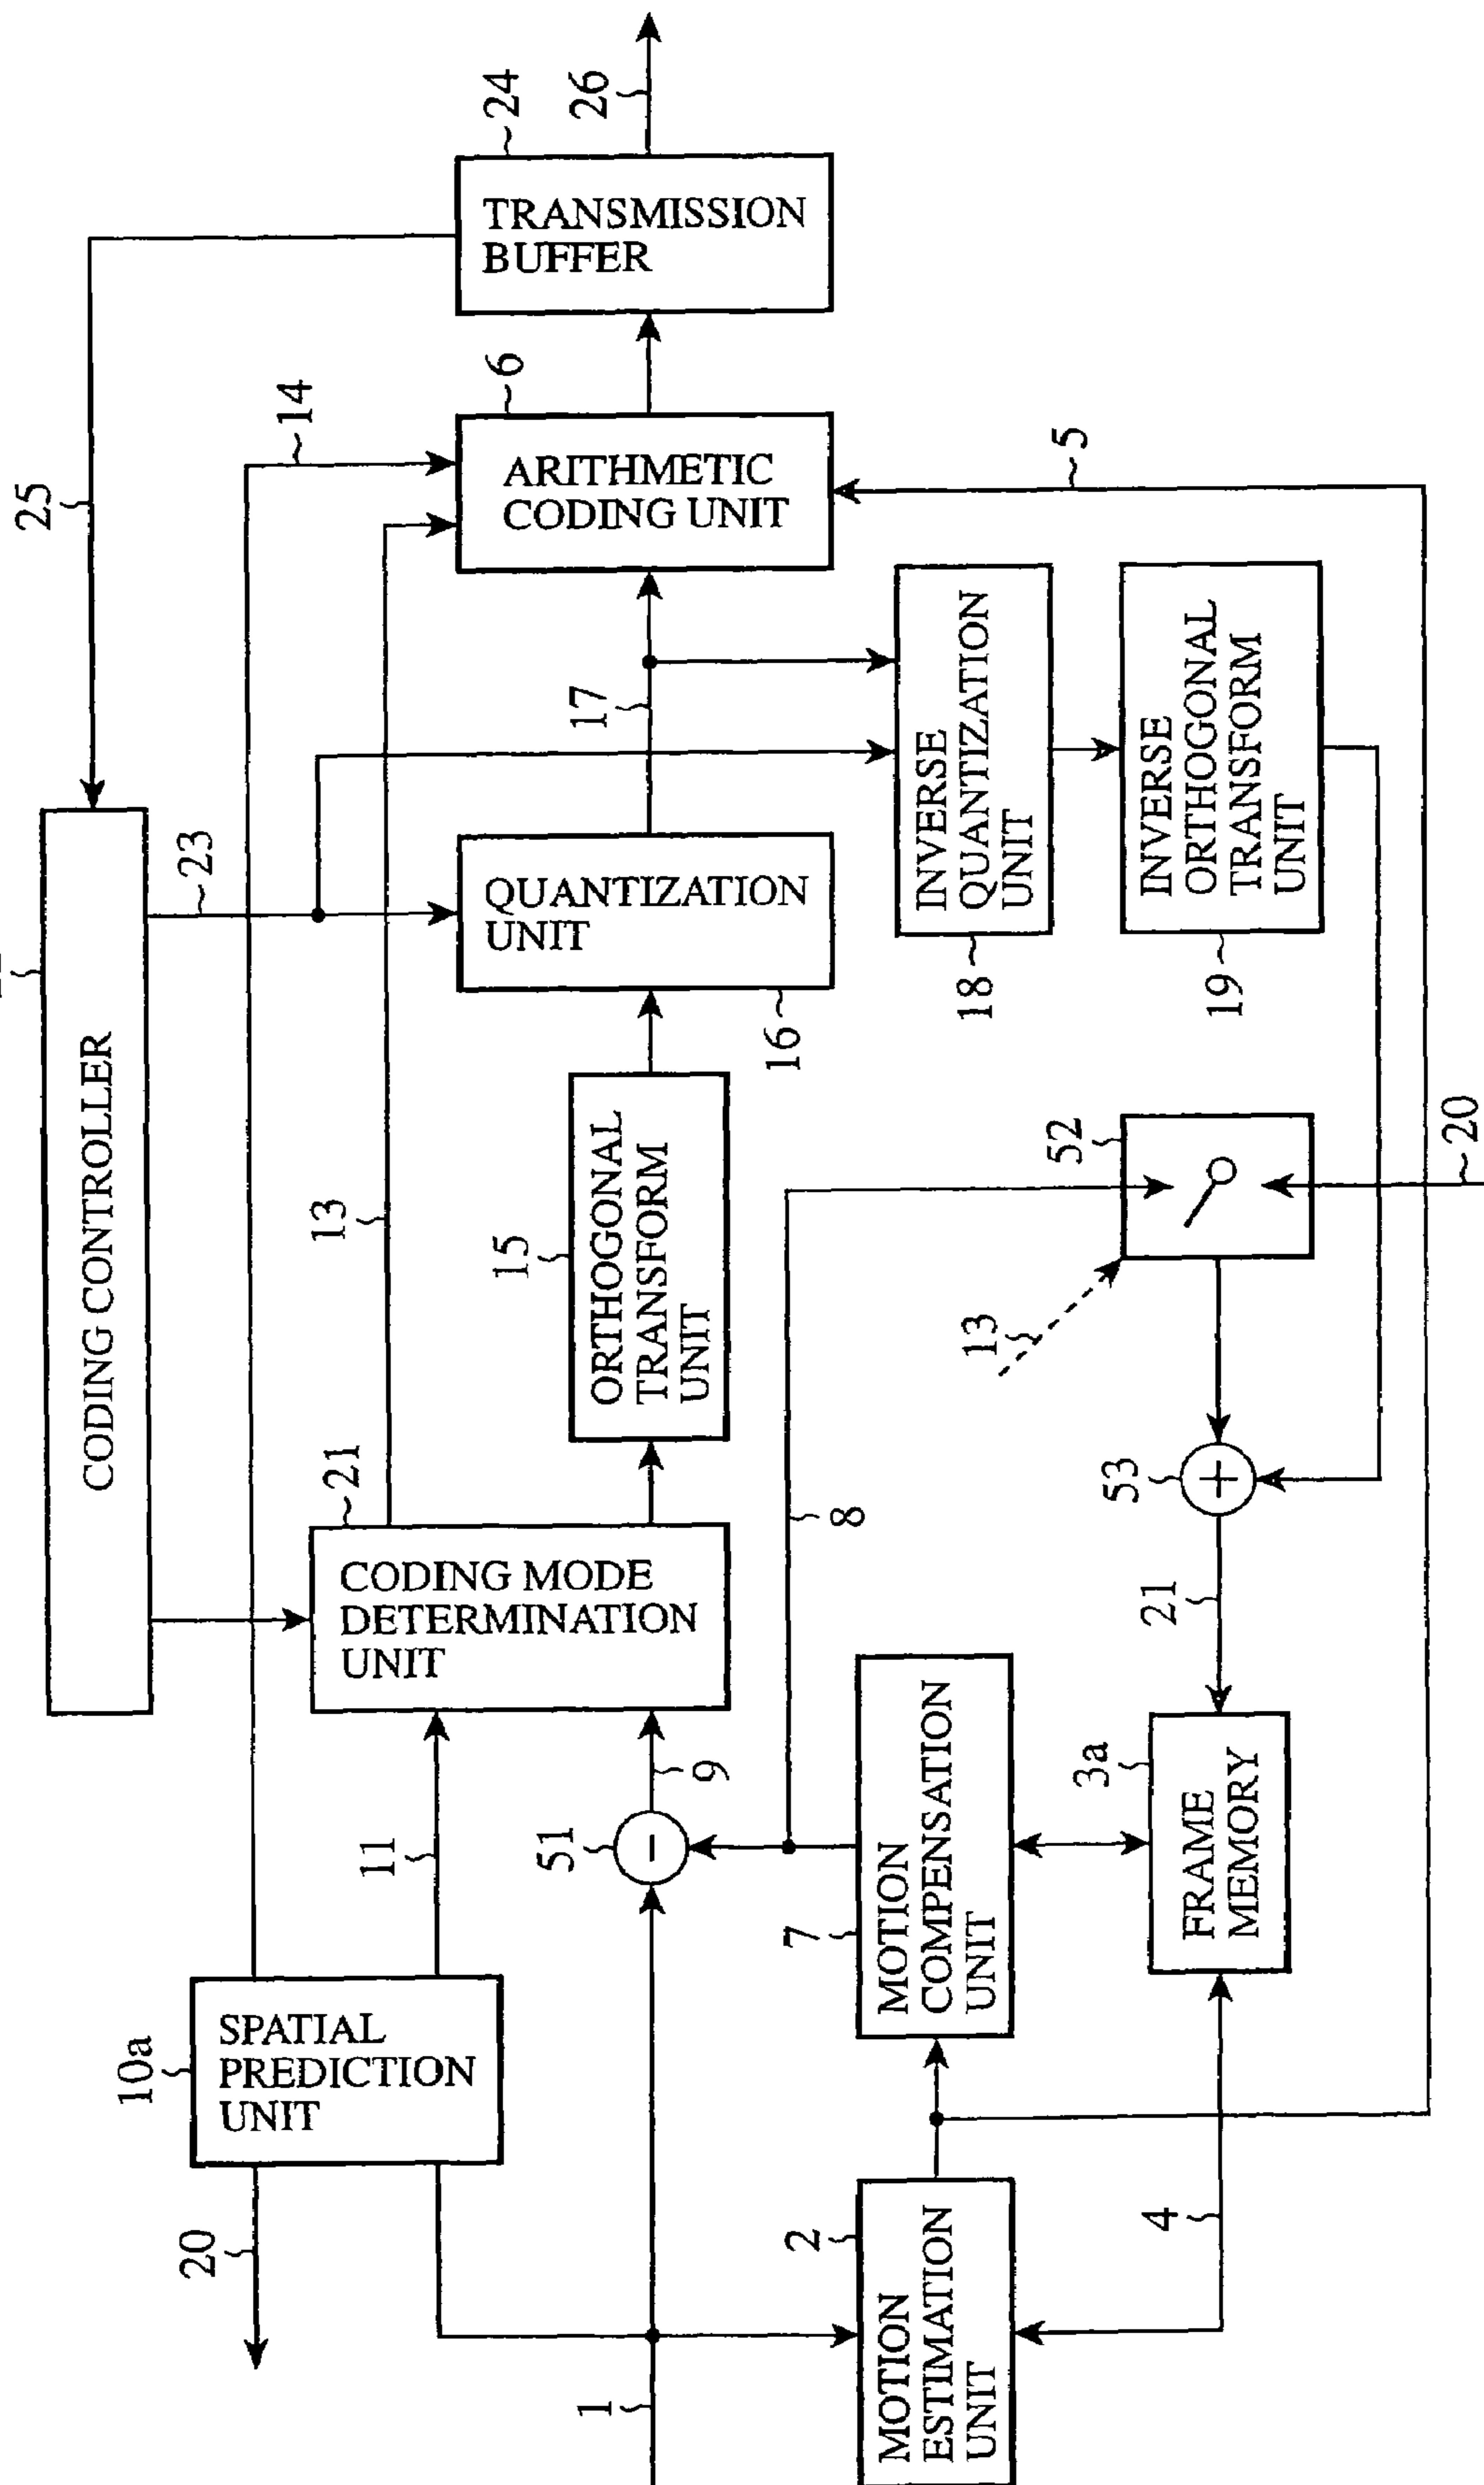 25
24
26
TRANSMISSION
BUFFER
14
6
ARITHMETIC
CODING UNIT
5
CODING CONTROLLER
23
13
17
QUANTIZATION
UNIT
16
INVERSE
QUANTIZATION
UNIT
18
INVERSE
ORTHOGONAL
TRANSFORM
UNIT
19
15
ORTHOGONAL
TRANSFORM
UNIT
52
20
13
53
21
CODING MODE
DETERMINATION
UNIT
8
21
11
9
51
7
MOTION
COMPENSATION
UNIT
3a
FRAME
MEMORY
10a
SPATIAL
PREDICTION
UNIT
20
1
2
MOTION
ESTIMATION
UNIT
4